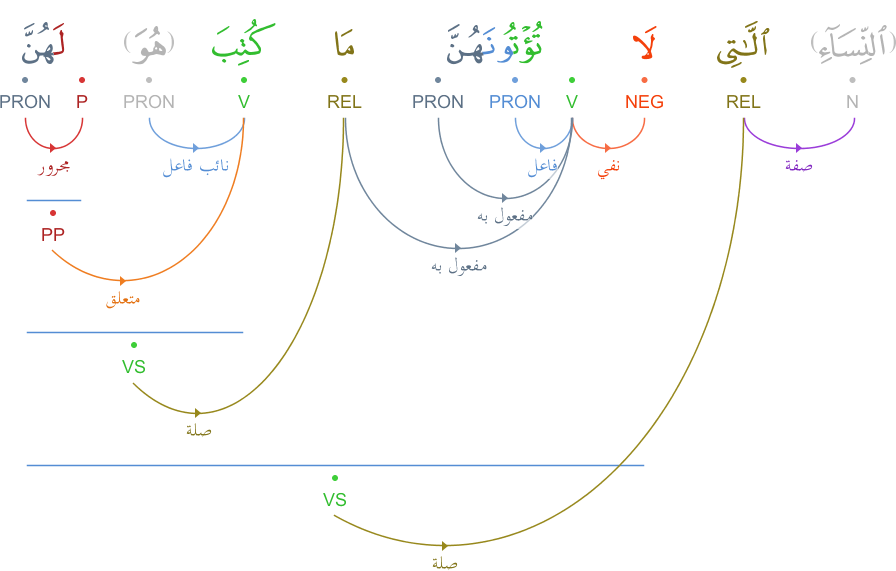 (ٱلنِّسَآءِ) ٱلَّـٰتِى لَا تُؤْتُونَهُنَّ مَا كُتِبَ (هُوَ) لَهُنَّ
N REL NEG V PRON PRON REL V PRON P PRON
صفة نفي فاعل نائب فاعل مجرور
مفعول به
PP
مفعول به
متعلق
VS
صلة
VS
صلة